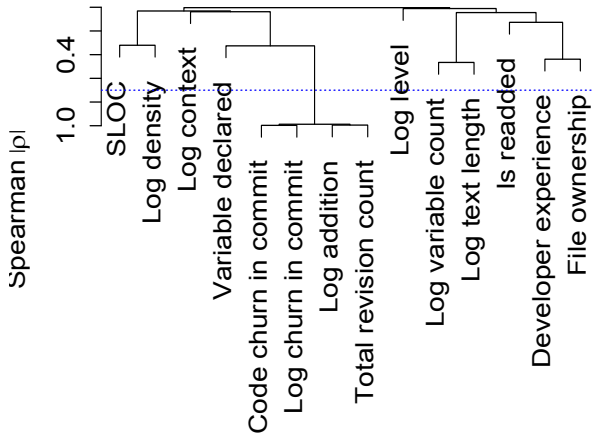 Spearman |ρ|
0.4
1.0
SLOC
Log density
Log context
Variable declared
Code churn in commit
Log churn in commit
Log addition
Total revision count
Log level
Log variable count
Log text length
Is readded
Developer experience
File ownership